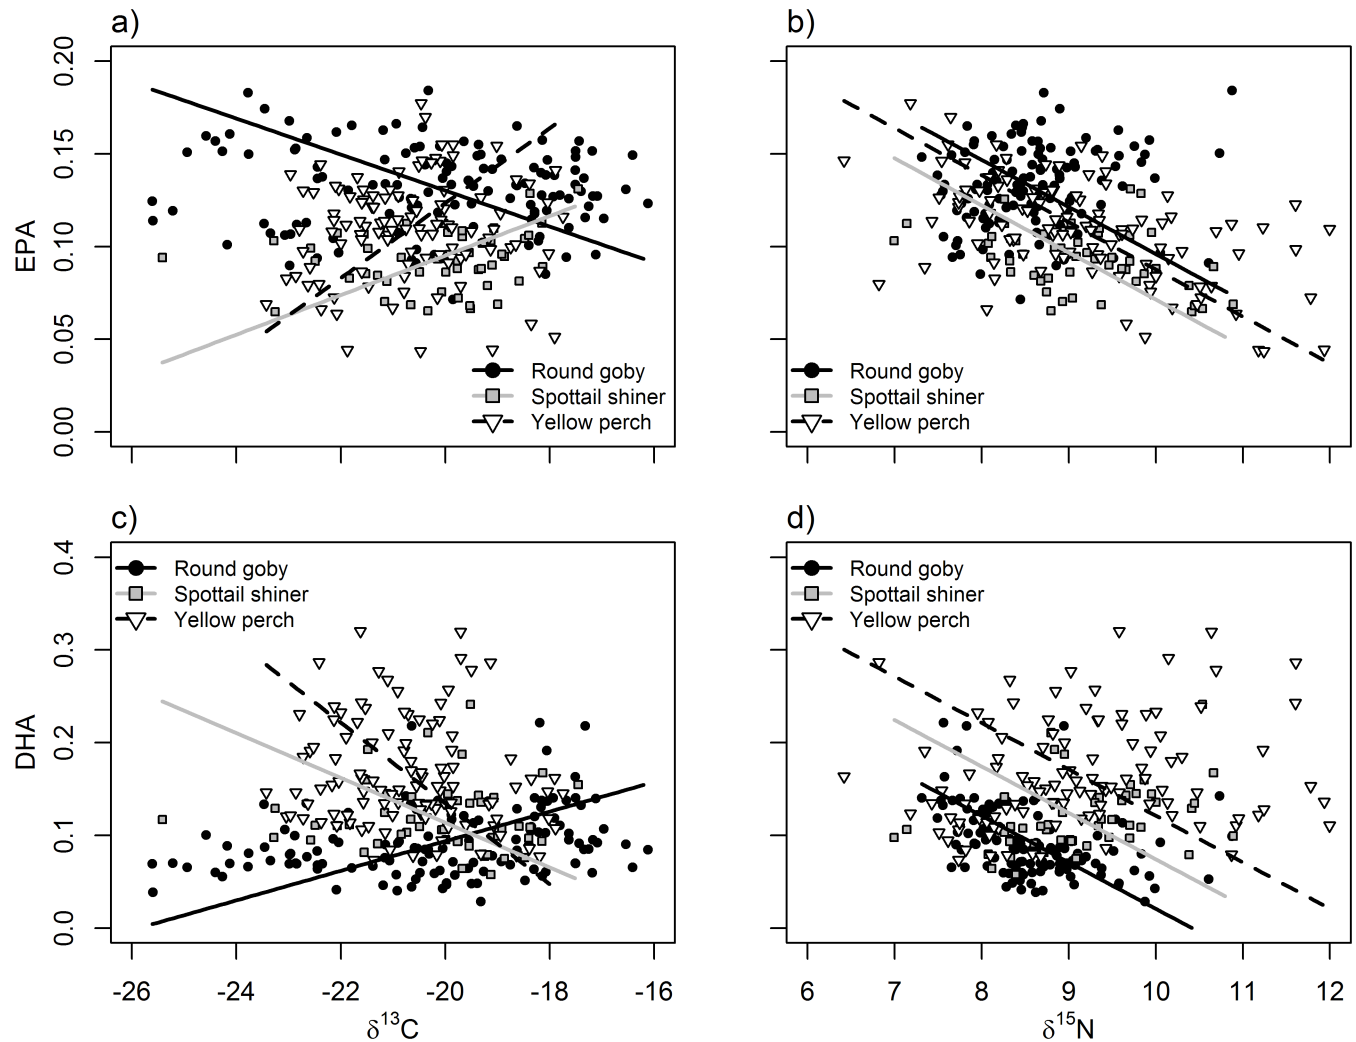 a)
b)
EPA
0.00
0.05
0.10
0.15
0.20
Round goby
Spottail shiner
Yellow perch
Round goby
Spottail shiner
Yellow perch
c)
d)
DHA
0.0
0.1
0.2
0.3
0.4
Round goby
Spottail shiner
Yellow perch
Round goby
Spottail shiner
Yellow perch
-26 -24 -22 -20 -18 -16
6 7 8 9 10 11 12
δ¹³C
δ¹⁵N